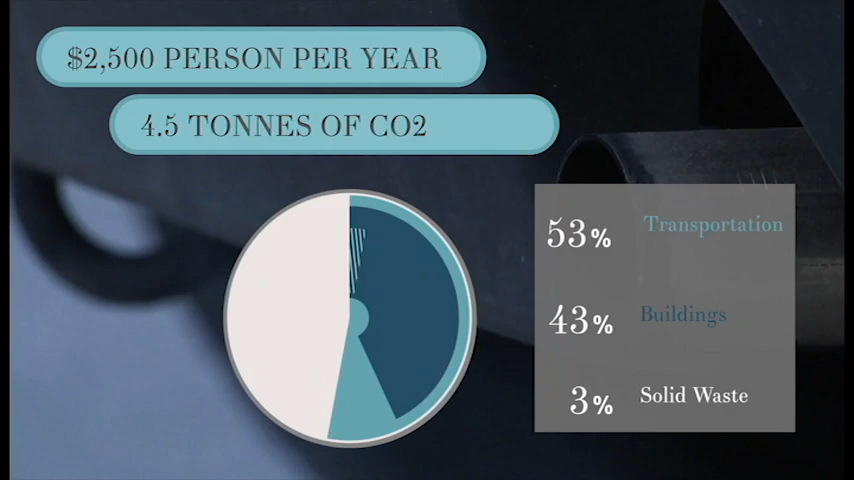 $2,500 PERSON PER YEAR
4.5 TONNES OF CO2
53% Transportation
43% Buildings
3% Solid Waste